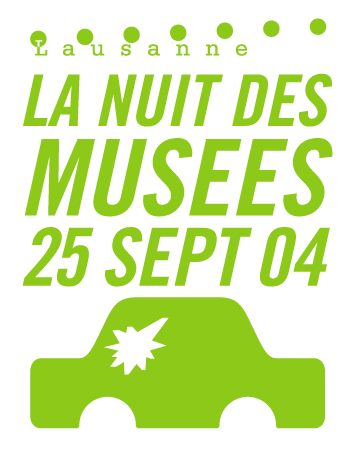 Lausanne
LA NUIT DES
MUSEES
25 SEPT 04